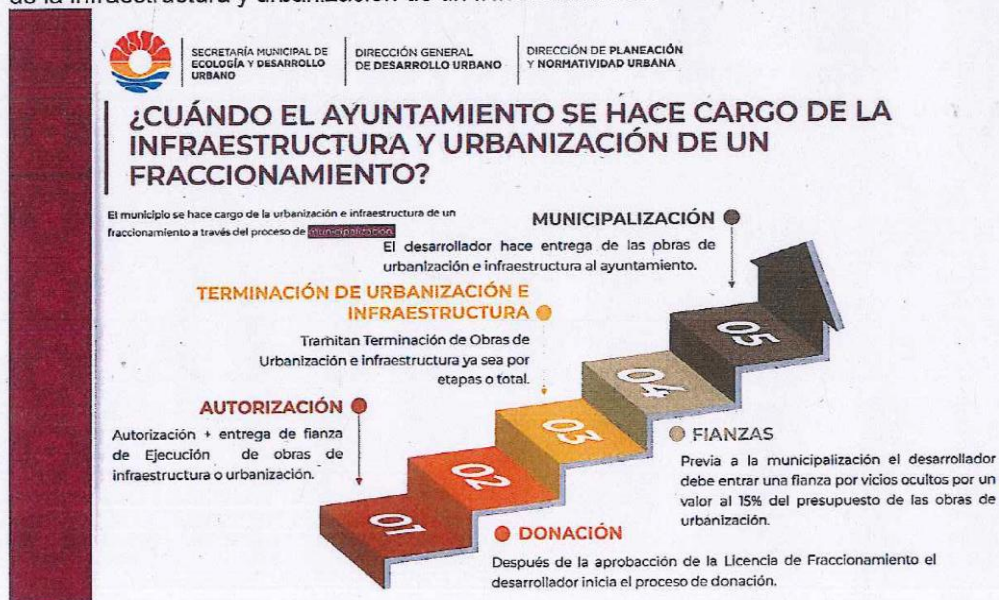 de la infraestructura y urbanización de un
SECRETARÍA MUNICIPAL DE
ECOLOGÍA Y DESARROLLO
URBANO
DIRECCIÓN GENERAL
DE DESARROLLO URBANO
DIRECCIÓN DE PLANEACIÓN
Y NORMATIVIDAD URBANA
¿CUÁNDO EL AYUNTAMIENTO SE HACE CARGO DE LA
INFRAESTRUCTURA Y URBANIZACIÓN DE UN
FRACCIONAMIENTO?
El municipio se hace cargo de la urbanización e infraestructura de un
fraccionamiento a través del proceso de municipalización
MUNICIPALIZACIÓN
El desarrollador hace entrega de las obras de
urbanización e infraestructura al ayuntamiento.
TERMINACIÓN DE URBANIZACIÓN E
INFRAESTRUCTURA
Tramitan Terminación de Obras de
Urbanización e infraestructura ya sea por
etapas o total.
AUTORIZACIÓN
Autorización + entrega de fianza
de Ejecución de obras de
infraestructura o urbanización.
01
02
03
04
05
FIANZAS
Previa a la municipalización el desarrollador
debe entrar una fianza por vicios ocultos por un
valor al 15% del presupuesto de las obras de
urbanización.
DONACIÓN
Después de la aprobacción de la Licencia de Fraccionamiento el
desarrollador inicia el proceso de donación.